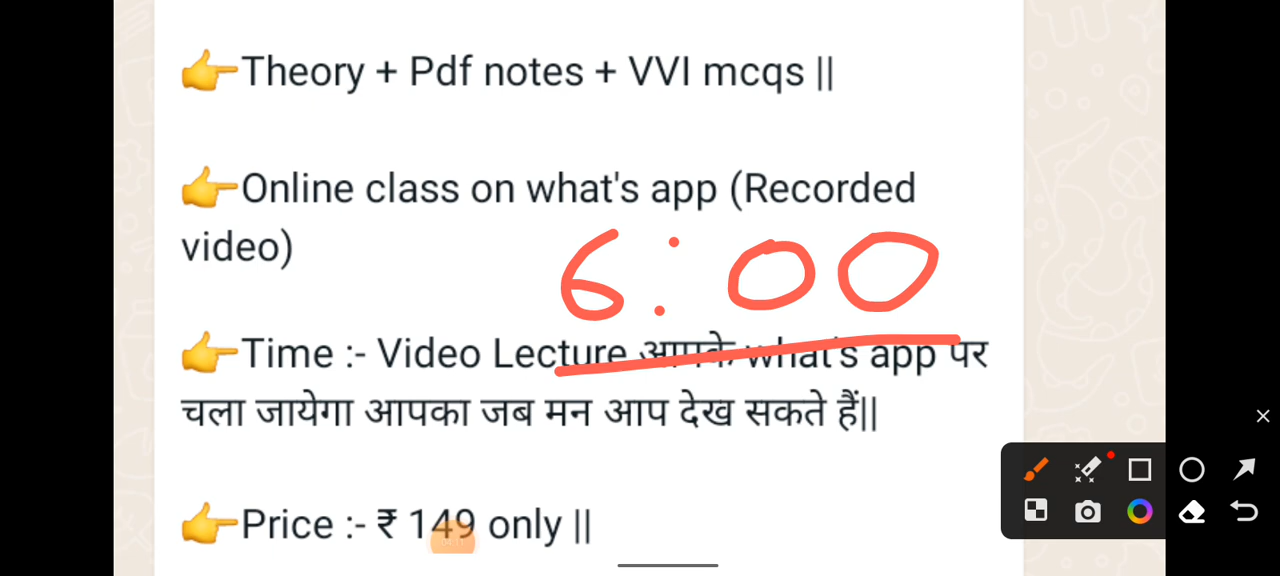 👉Theory + Pdf notes + VVI mcqs ||
👉Online class on what's app (Recorded
video)
6:00
👉Time :- Video Lecture आपके what's app पर
चला जायेगा आपका जब मन आप देख सकते हैं||
👉Price :- ₹ 149 only ||